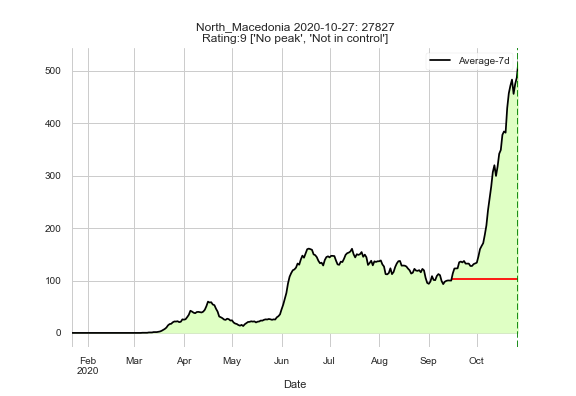 North_Macedonia 2020-10-27: 27827
Rating:9 ['No peak', 'Not in control']
Average-7d
500
400
300
200
100
0
Feb Mar Apr May Jun Jul Aug Sep Oct
2020
Date